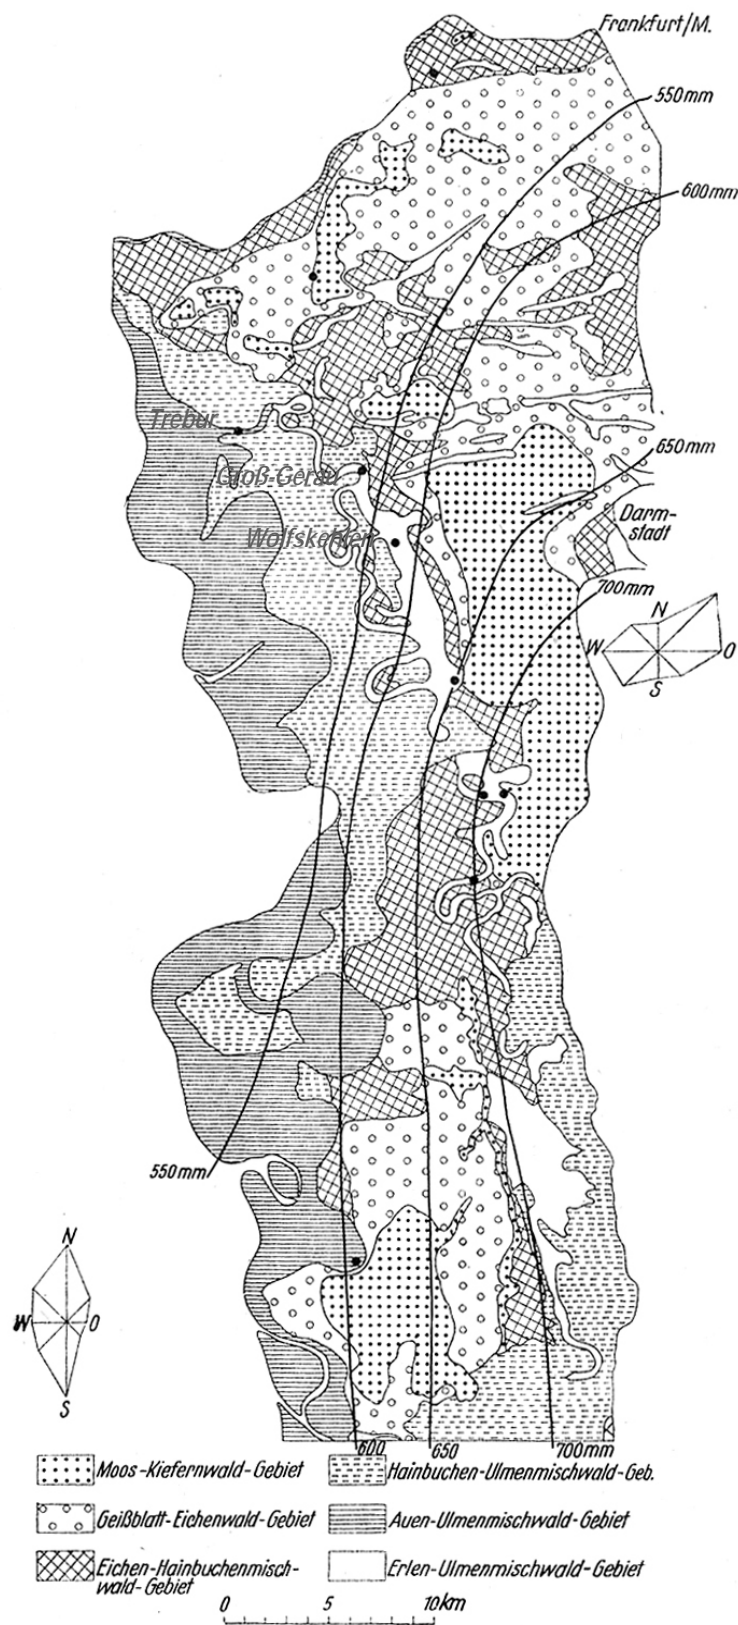 Frankfurt/M.
550mm
600mm
Trebur
650mm
Groß-Gerau
Darm-
stadt
Wolfskehlen
700mm
N
W O
S
550mm
N
W O
S
600 650 700mm
Moos-Kiefernwald-Gebiet
Hainbuchen-Ulmenmischwald-Geb.
Geißblatt-Eichenwald-Gebiet
Auen-Ulmenmischwald-Gebiet
Eichen-Hainbuchenmisch-
wald-Gebiet
Erlen-Ulmenmischwald-Gebiet
0 5 10km